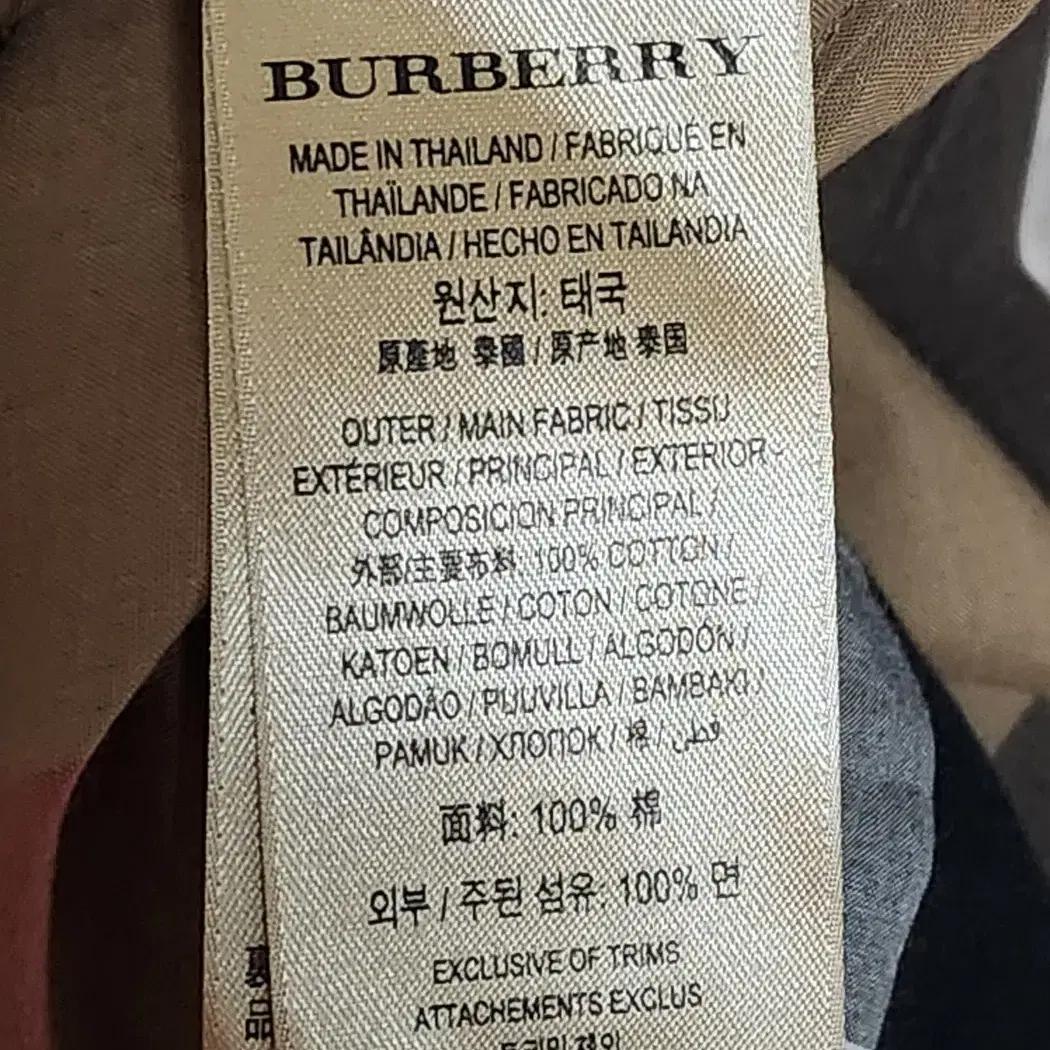 BURBERRY
MADE IN THAILAND / FABRIQUÉ EN
THAÏLANDE / FABRICADO NA
TAILÂNDIA / HECHO EN TAILANDIA
원산지: 태국
原產地 泰國 / 原产地 泰国
OUTER / MAIN FABRIC / TISSU
EXTÉRIEUR / PRINCIPAL / EXTERIOR -
COMPOSICION PRINCIPAL /
外部/主要布料: 100% COTTON /
BAUMWOLLE / COTON / COTONE /
KATOEN / BOMULL / ALGODÓN /
ALGODÃO / PUUVILLA / BAMBAKI /
PAMUK / ХЛОПОК / 棉 / قطن
面料: 100% 棉
외부 / 주된 섬유: 100% 면
EXCLUSIVE OF TRIMS
ATTACHEMENTS EXCLUS
品